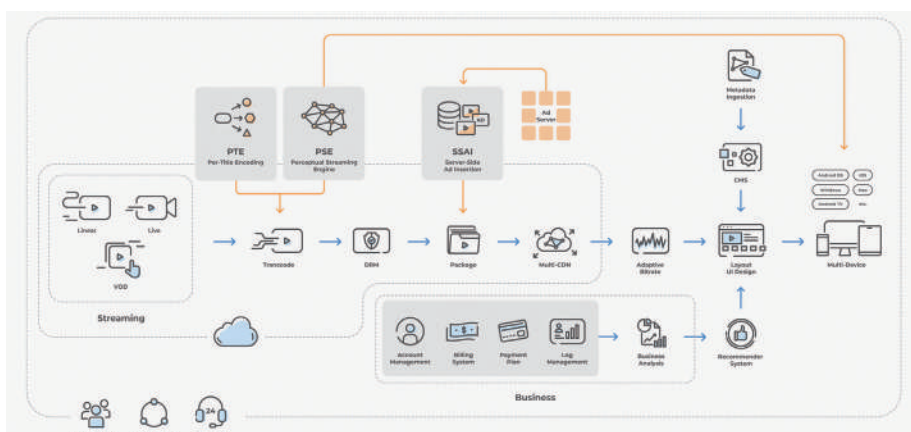 Metadata
Ingestion
PTE
Per-Title Encoding
PSE
Perceptual Streaming
Engine
SSAI
Server-Side
Ad Insertion
AD
Ad
Server
CMS
Android OS
iOS
Windows
Android TV
Linear
Live
VOD
Transcode
DRM
Package
Multi-CDN
Adaptive
Bitrate
Layout
UI Design
Multi-Device
Streaming
Account
Management
Billing
System
Payment
Plan
Log
Management
Business
Analysis
Recommender
System
Business
24